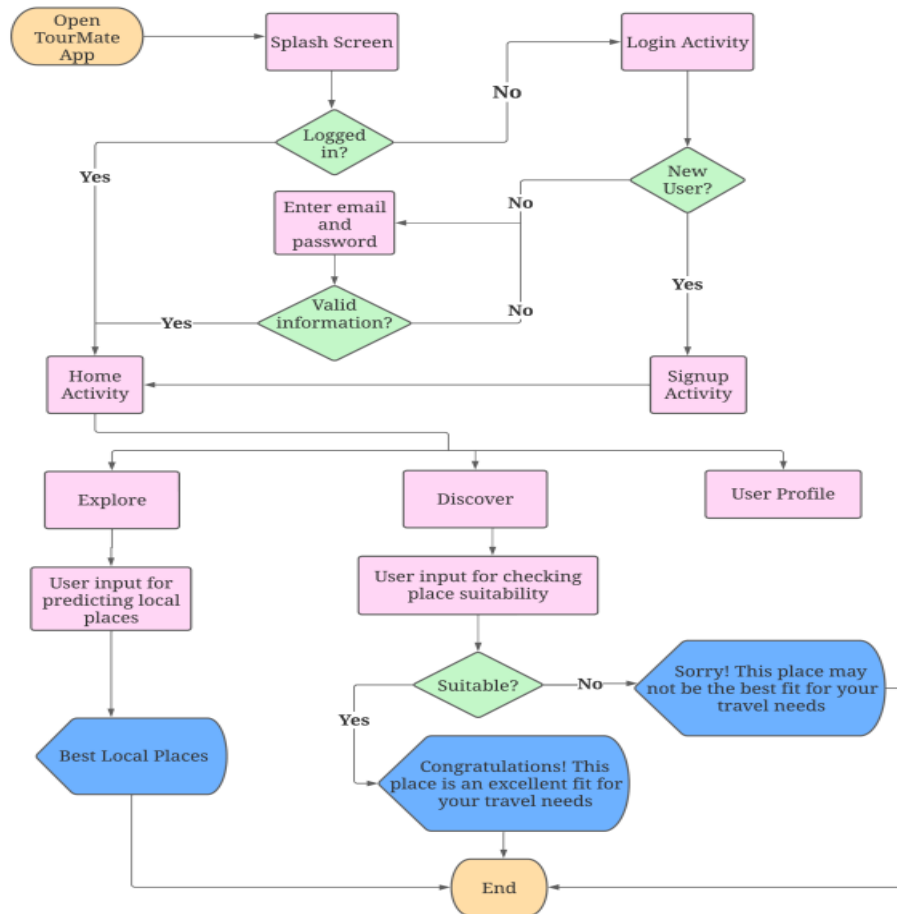 Open
TourMate
App
Splash Screen
Login Activity
No
Logged
in?
Yes
New
User?
Enter email
and
password
No
Yes
Valid
information?
No
Yes
Home
Activity
Signup
Activity
Explore
Discover
User Profile
User input for
predicting local
places
User input for checking
place suitability
Suitable?
No
Sorry! This place may
not be the best fit for your
travel needs
Yes
Best Local Places
Congratulations! This
place is an excellent fit for
your travel needs
End